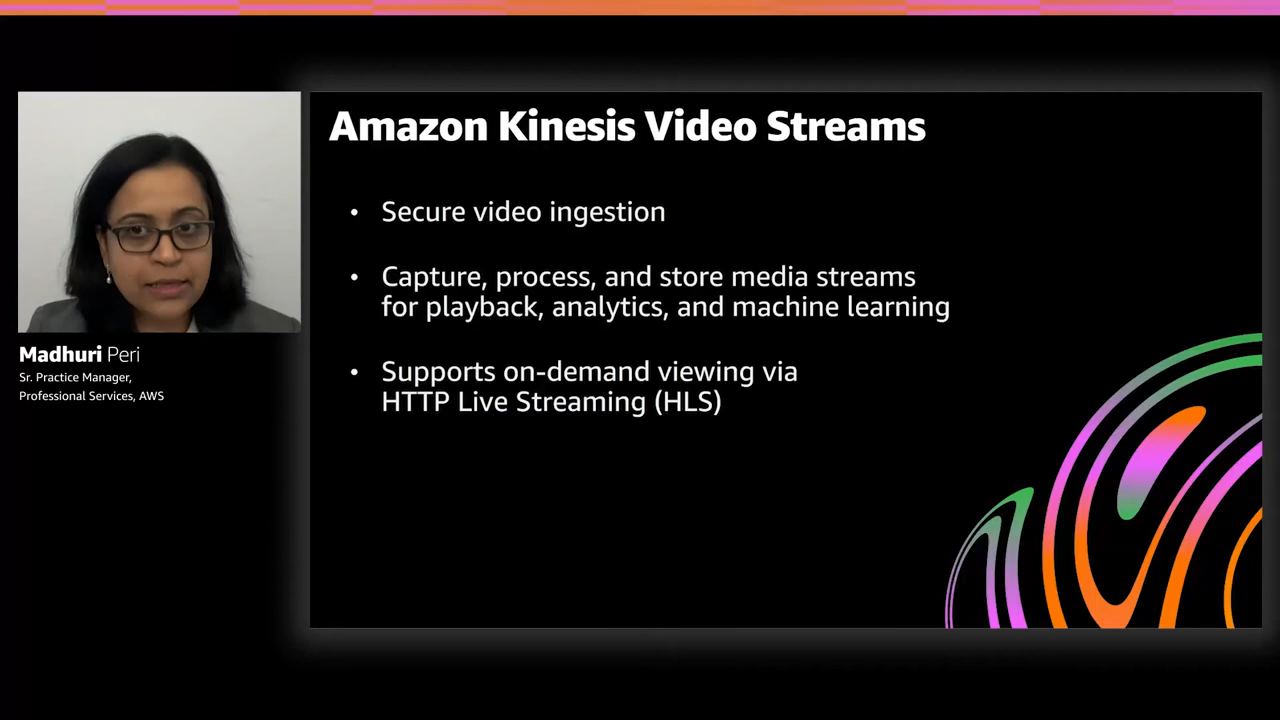 Amazon Kinesis Video Streams
• Secure video ingestion
• Capture, process, and store media streams
for playback, analytics, and machine learning
• Supports on-demand viewing via
HTTP Live Streaming (HLS)
Madhuri Peri
Sr. Practice Manager,
Professional Services, AWS